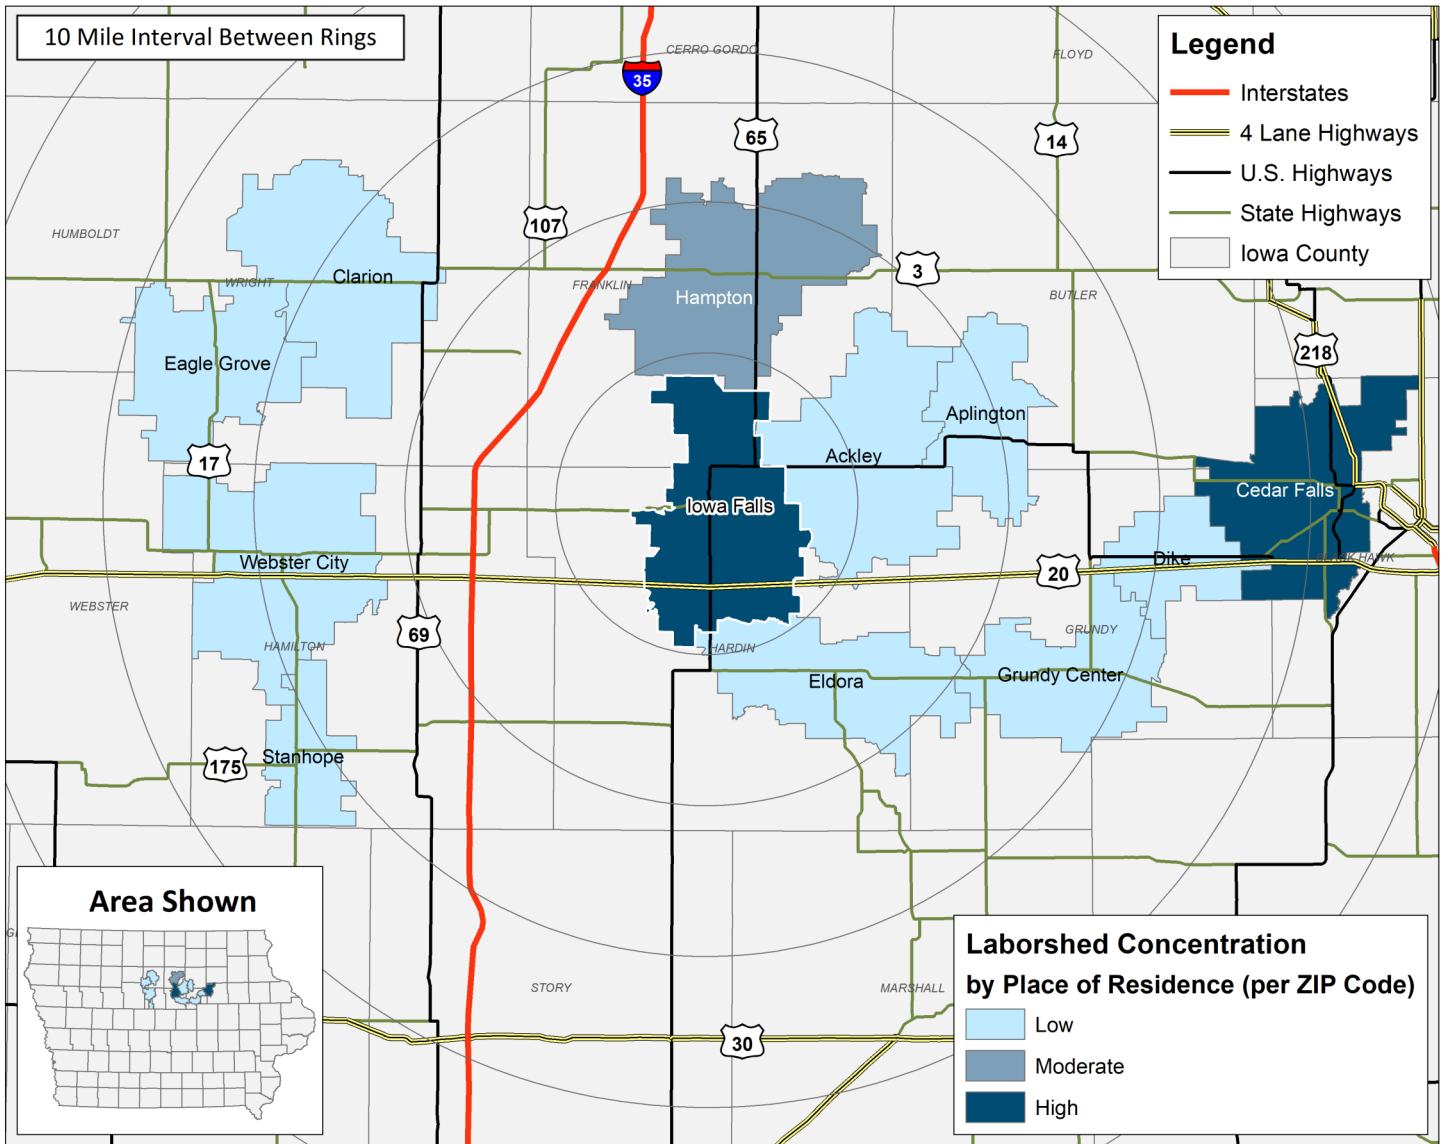 10 Mile Interval Between Rings
CERRO GORDO
FLOYD
Legend
Interstates
4 Lane Highways
U.S. Highways
State Highways
Iowa County
35
65
14
107
HUMBOLDT
WRIGHT
Clarion
FRANKLIN
Hampton
3
BUTLER
218
Eagle Grove
Aplington
17
Ackley
Cedar Falls
Iowa Falls
Webster City
20
Dike
BLACK HAWK
WEBSTER
69
HAMILTON
HARDIN
GRUNDY
Eldora
Grundy Center
175
Stanhope
Area Shown
STORY
MARSHALL
30
Laborshed Concentration
by Place of Residence (per ZIP Code)
Low
Moderate
High